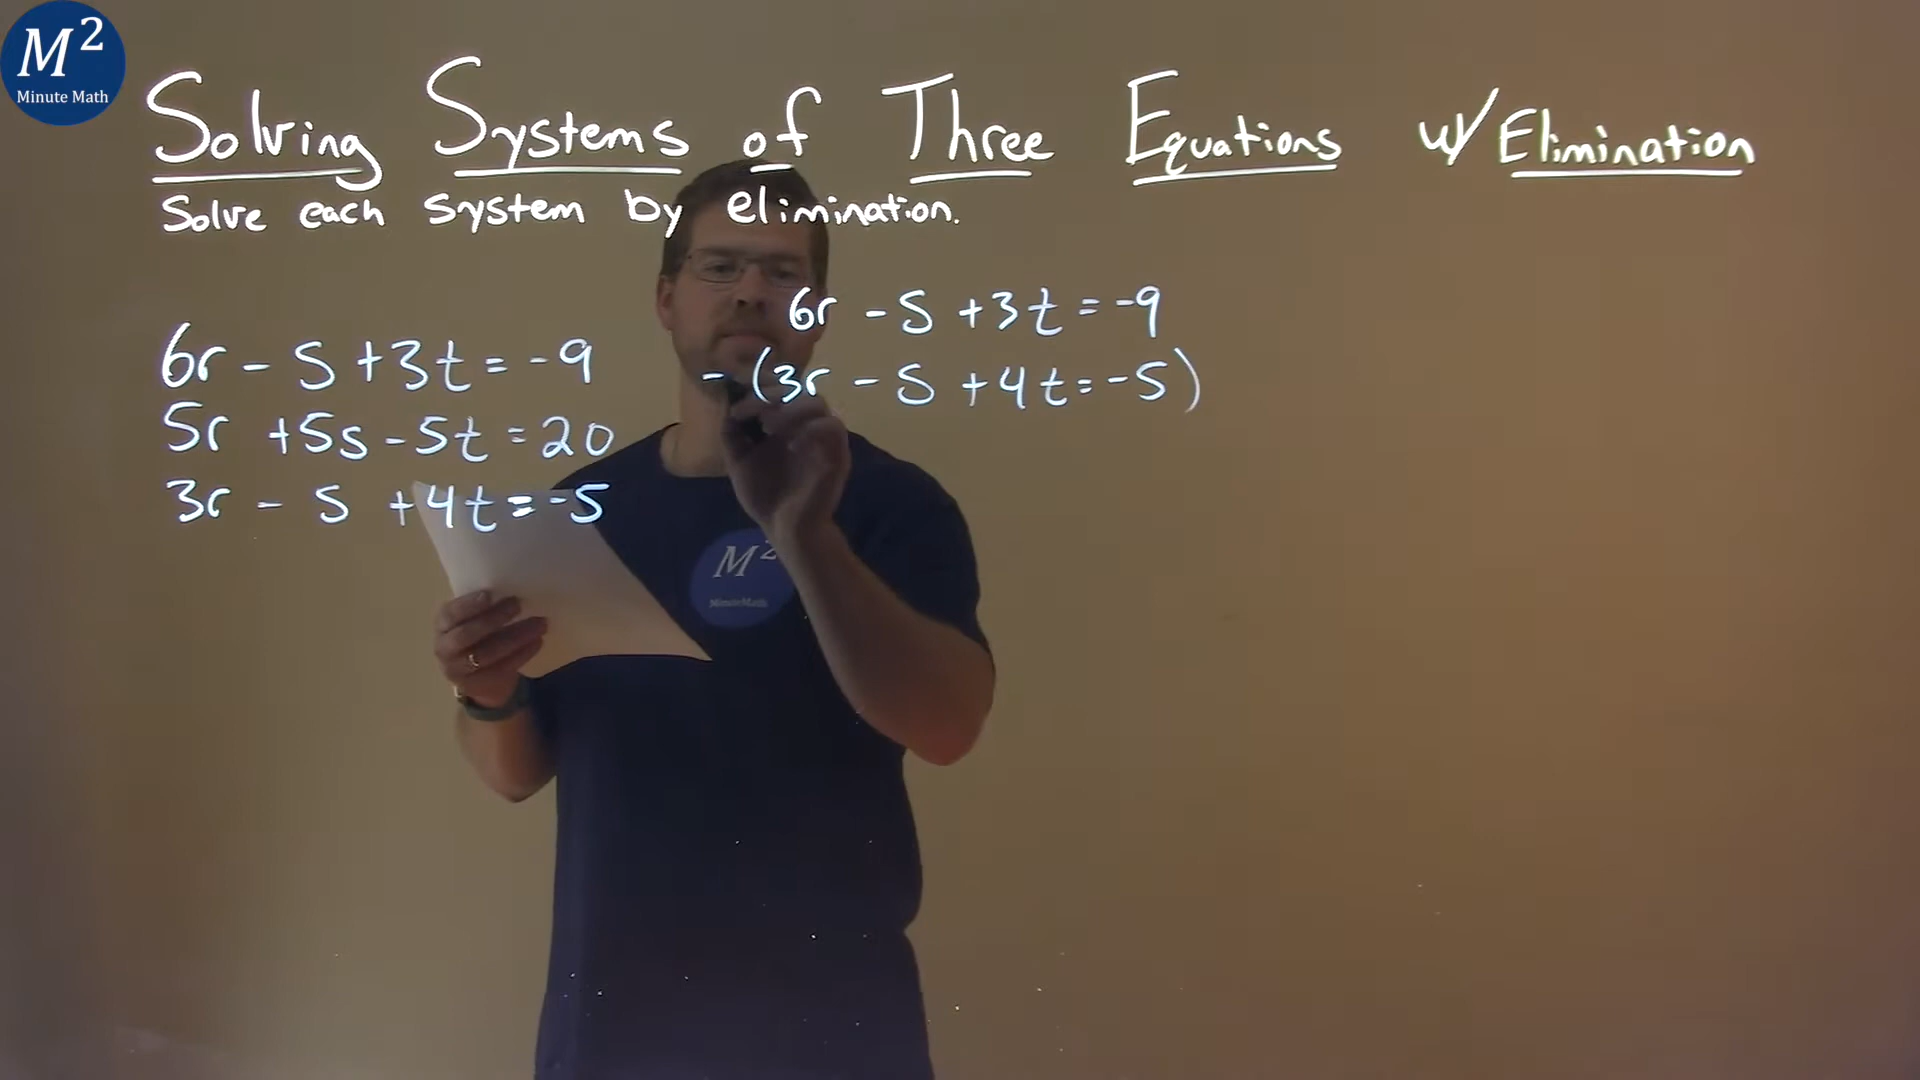 M²
Minute Math
Solving Systems of Three Equations w/ Elimination
Solve each system by elimination.
6r - s + 3t = -9
5r + 5s - 5t = 20
3r - s + 4t = -5
6r - s + 3t = -9
- (3r - s + 4t = -5)
M²
MinuteMath